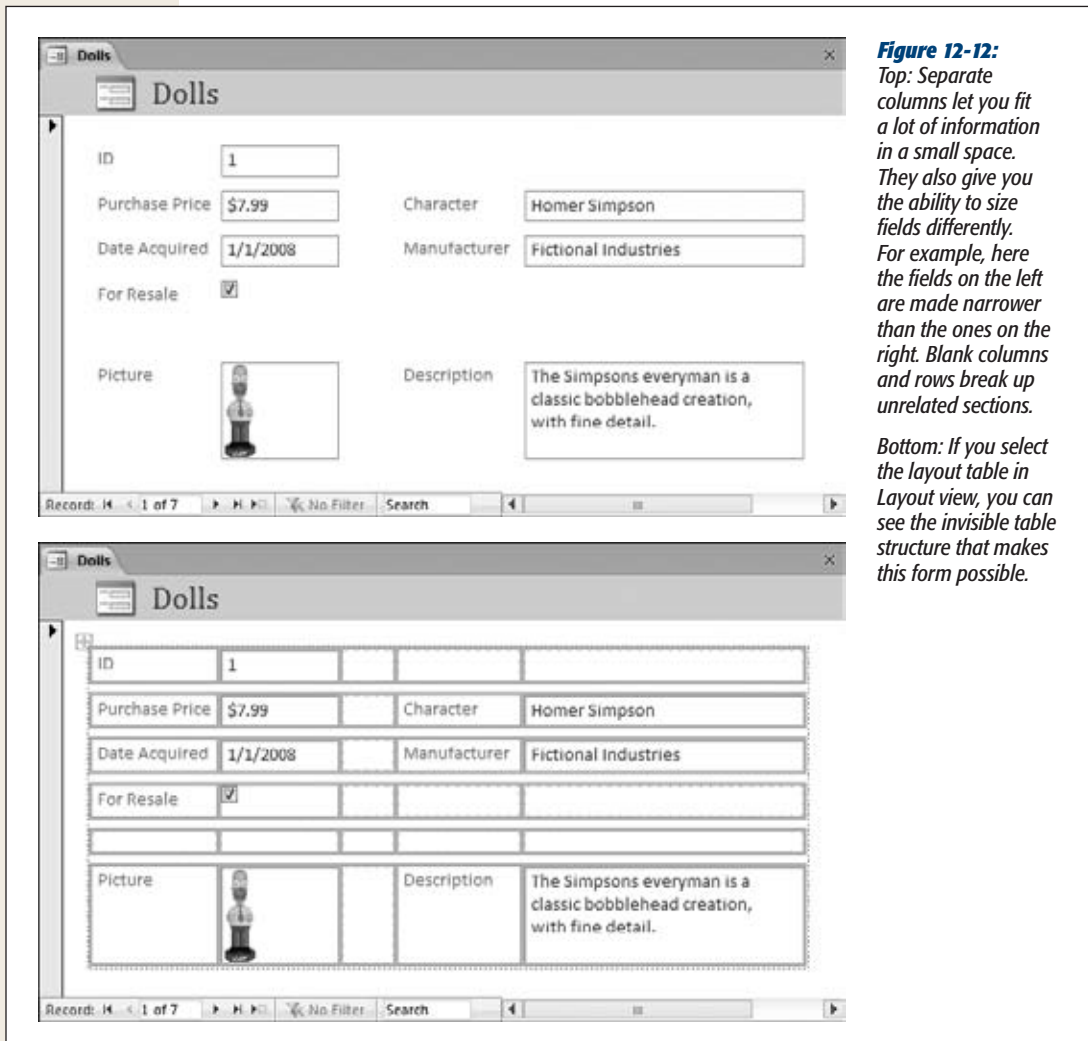 Dolls
Dolls
ID 1
Purchase Price $7.99 Character Homer Simpson
Date Acquired 1/1/2008 Manufacturer Fictional Industries
For Resale
Picture Description The Simpsons everyman is a
classic bobblehead creation,
with fine detail.
Record: 1 of 7 No Filter Search
Figure 12-12:
Top: Separate
columns let you fit
a lot of information
in a small space.
They also give you
the ability to size
fields differently.
For example, here
the fields on the left
are made narrower
than the ones on the
right. Blank columns
and rows break up
unrelated sections.
Bottom: If you select
the layout table in
Layout view, you can
see the invisible table
structure that makes
this form possible.
Dolls
Dolls
ID 1
Purchase Price $7.99 Character Homer Simpson
Date Acquired 1/1/2008 Manufacturer Fictional Industries
For Resale
Picture Description The Simpsons everyman is a
classic bobblehead creation,
with fine detail.
Record: 1 of 7 No Filter Search